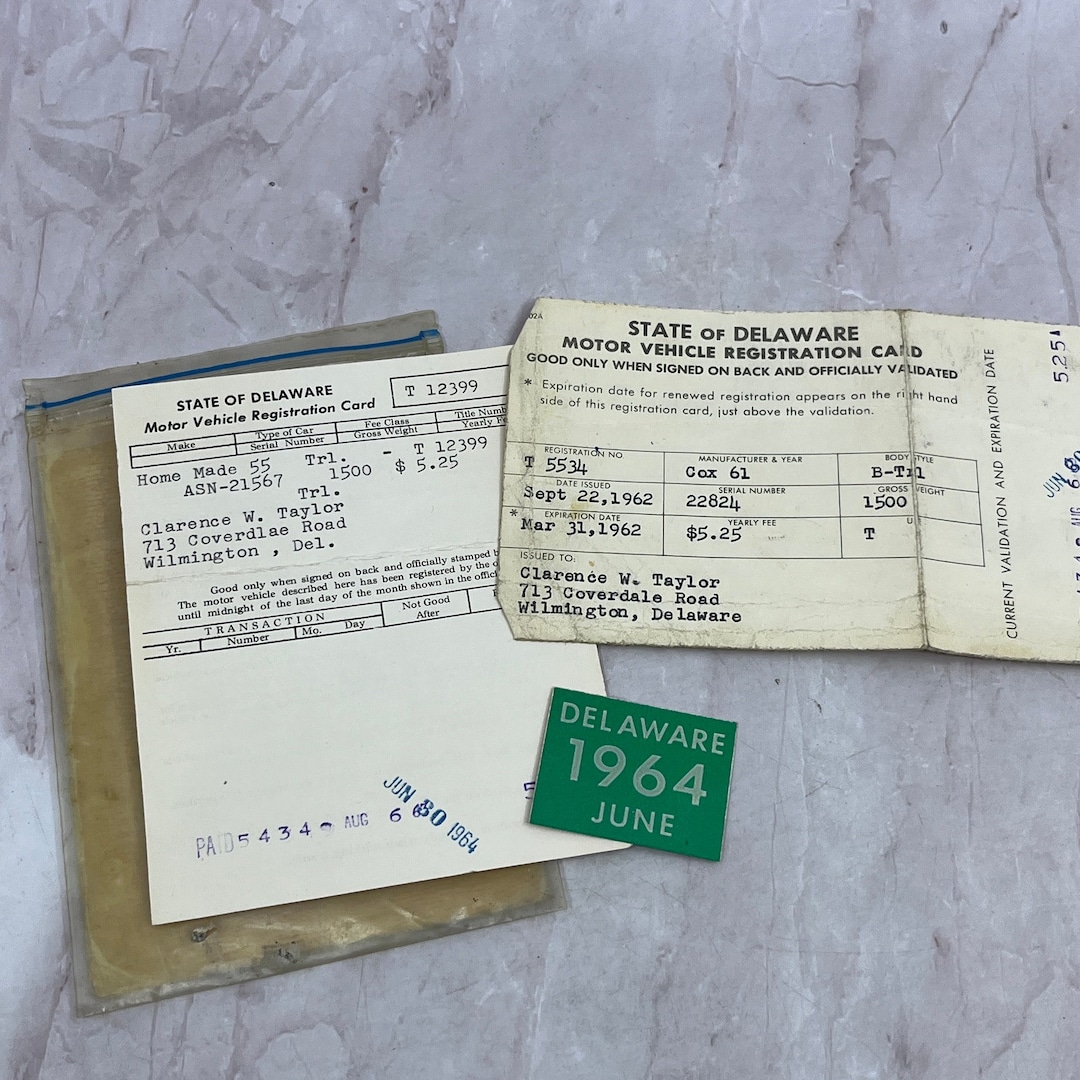 STATE OF DELAWARE
Motor Vehicle Registration Card
T 12399
Make
Type of Car
Serial Number
Fee Class
Gross Weight
Title Numb
Yearly
Home Made 55 Trl. - T 12399
ASN-21567 1500 $ 5.25
Trl.
Clarence W. Taylor
713 Coverdlae Road
Wilmington , Del.
Good only when signed on back and officially stamped
The motor vehicle described here has been registered by the
until midnight of the last day of the month shown in the
TRANSACTION
Not Good
After
Yr.
Number
Mo. Day
PAID 5434 AUG 6
JUN 30 1964
5
02A
STATE OF DELAWARE
MOTOR VEHICLE REGISTRATION CARD
GOOD ONLY WHEN SIGNED ON BACK AND OFFICIALLY VALIDATED
* Expiration date for renewed registration appears on the right hand
side of this registration card, just above the validation.
REGISTRATION NO
T 5534
MANUFACTURER & YEAR
Cox 61
BODY STYLE
B-Trl
DATE ISSUED
Sept 22,1962
SERIAL NUMBER
22824
GROSS WEIGHT
1500
* EXPIRATION DATE
Mar 31,1962
YEARLY FEE
$5.25
T
ISSUED TO:
Clarence W. Taylor
713 Coverdale Road
Wilmington, Delaware
CURRENT VALIDATION AND EXPIRATION DATE
525
JUN 30
AUG
DELAWARE
1964
JUNE